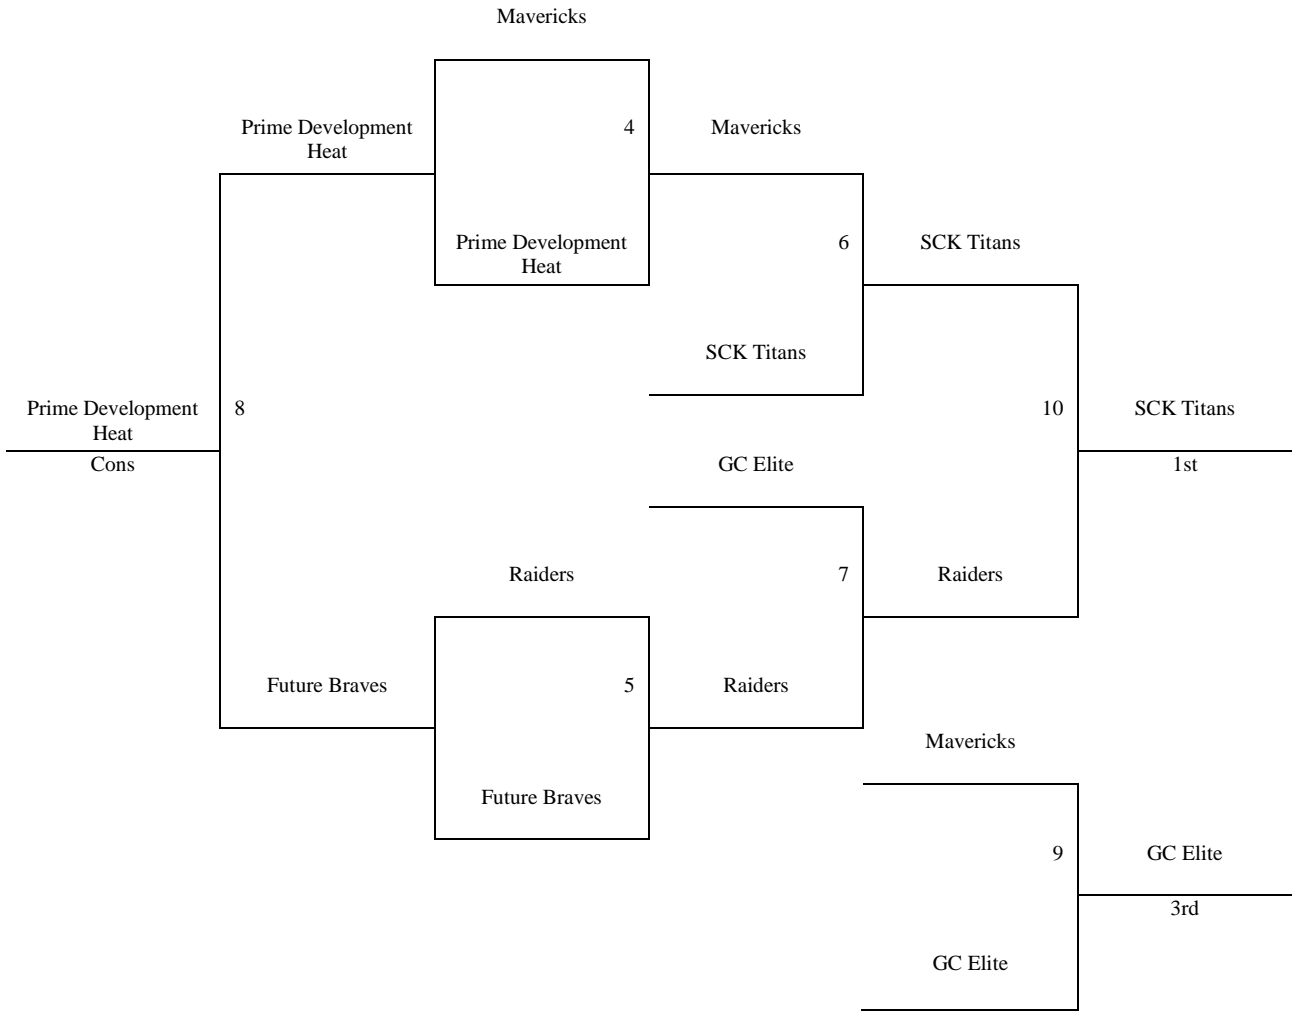 Mavericks
Prime Development
Heat
4
Mavericks
Prime Development
Heat
6
SCK Titans
SCK Titans
Prime Development
Heat
Cons
8
10
SCK Titans
1st
GC Elite
Raiders
7
Raiders
Future Braves
5
Raiders
Mavericks
Future Braves
9
GC Elite
3rd
GC Elite